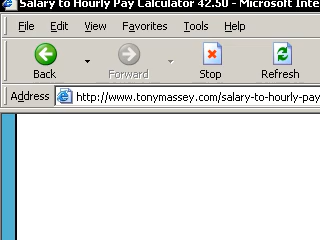 Salary to Hourly Pay Calculator 42.50 - Microsoft Inte
File Edit View Favorites Tools Help
Back Forward Stop Refresh
Address http://www.tonymassey.com/salary-to-hourly-pay